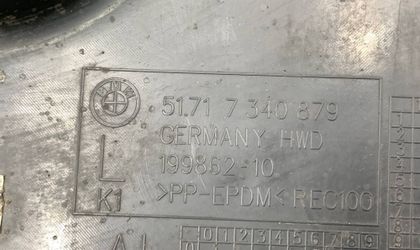 BMW
51.71 7 340 879
GERMANY HWD
L 199862-10
K1 >PP-EPDM< REC100
0 1 2 3 4 5 6 7 8 9